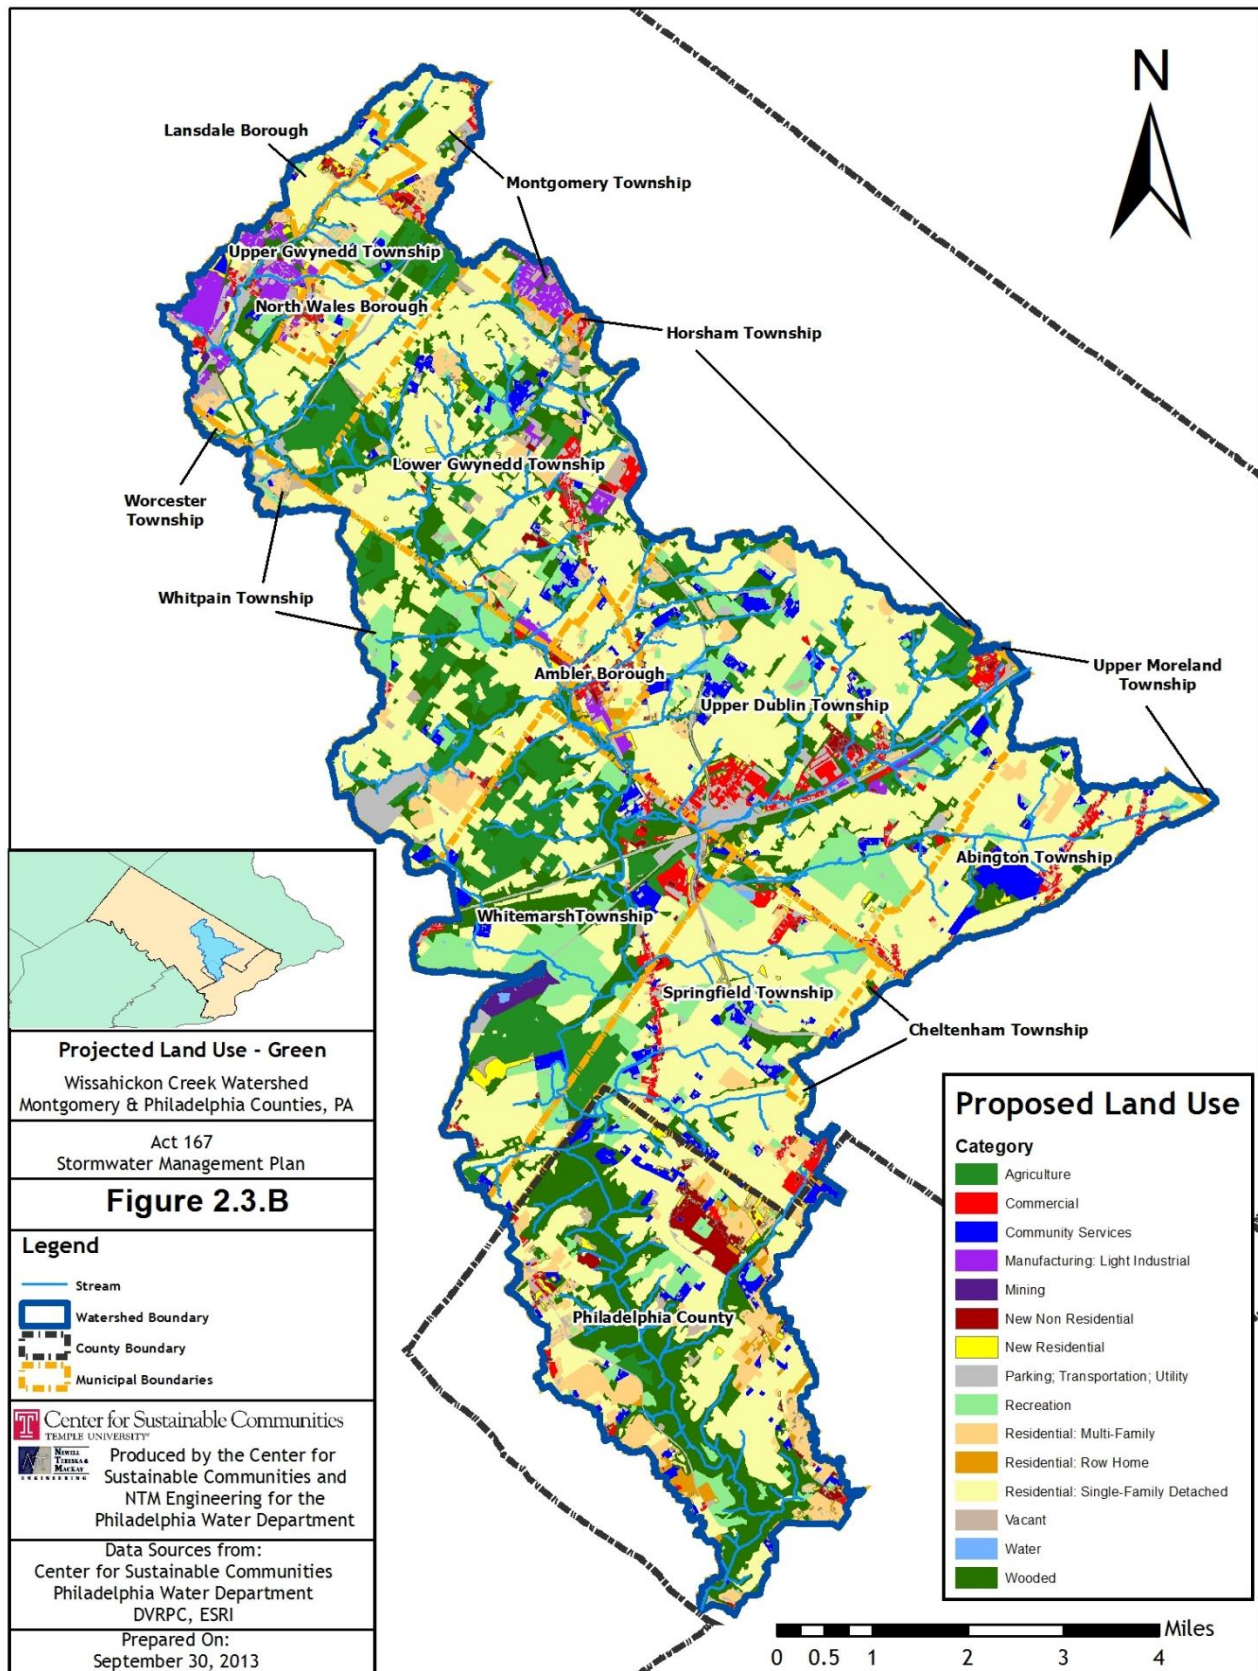 N
Lansdale Borough
Montgomery Township
Upper Gwynedd Township
North Wales Borough
Horsham Township
Lower Gwynedd Township
Worcester
Township
Whitpain Township
Ambler Borough
Upper Moreland
Township
Upper Dublin Township
Abington Township
WhitemarshTownship
Springfield Township
Cheltenham Township
Philadelphia County
Projected Land Use - Green
Wissahickon Creek Watershed
Montgomery & Philadelphia Counties, PA
Act 167
Stormwater Management Plan
Figure 2.3.B
Legend
Stream
Watershed Boundary
County Boundary
Municipal Boundaries
Center for Sustainable Communities
TEMPLE UNIVERSITY®
NEWELL
TEREŠKA &
MACKAY
ENGINEERING
Produced by the Center for
Sustainable Communities and
NTM Engineering for the
Philadelphia Water Department
Data Sources from:
Center for Sustainable Communities
Philadelphia Water Department
DVRPC, ESRI
Prepared On:
September 30, 2013
Proposed Land Use
Category
Agriculture
Commercial
Community Services
Manufacturing: Light Industrial
Mining
New Non Residential
New Residential
Parking; Transportation; Utility
Recreation
Residential: Multi-Family
Residential: Row Home
Residential: Single-Family Detached
Vacant
Water
Wooded
Miles
0 0.5 1 2 3 4